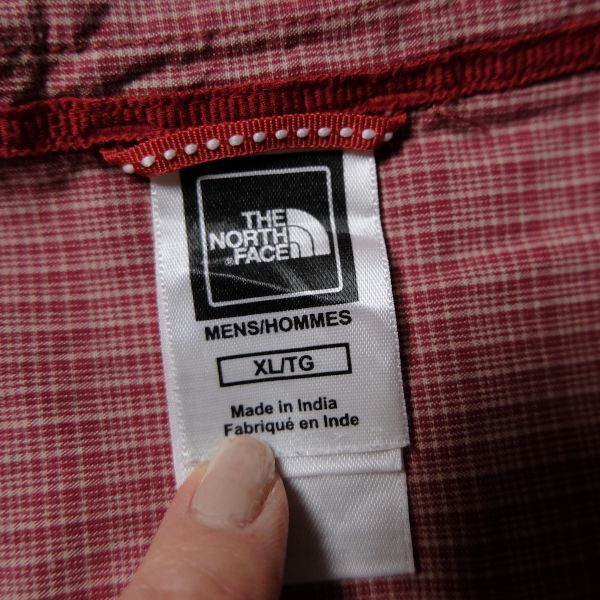 THE
NORTH
FACE
MENS/HOMMES
XL/TG
Made in India
Fabriqué en Inde